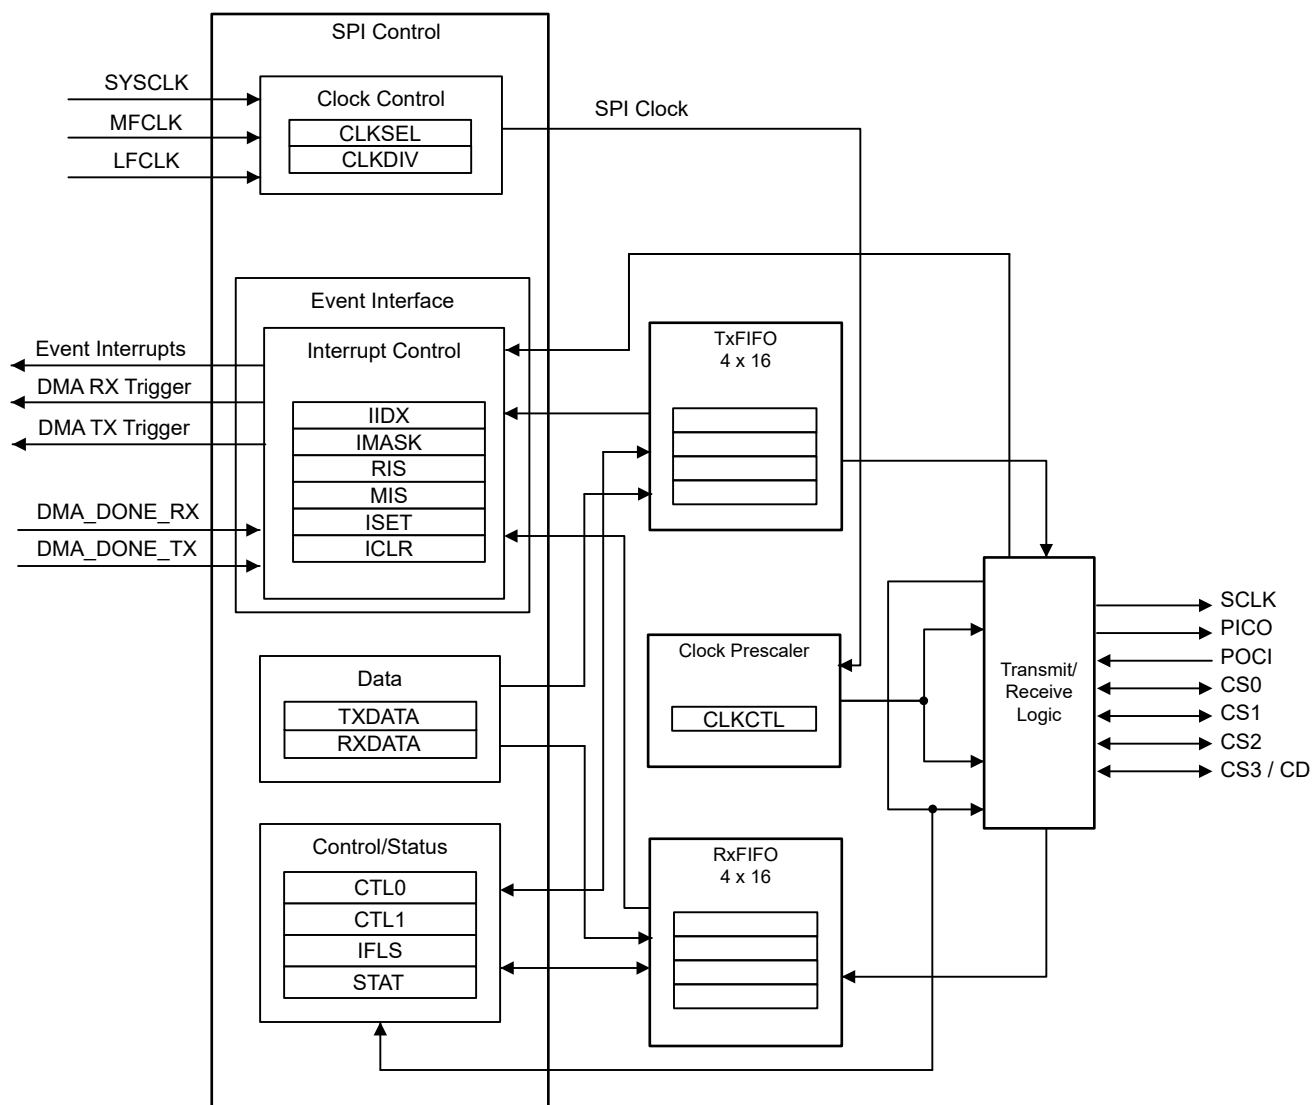 SPI Control
SYSCLK
MFCLK
LFCLK
Clock Control
CLKSEL
CLKDIV
SPI Clock
Event Interface
Interrupt Control
IIDX
IMASK
RIS
MIS
ISET
ICLR
Event Interrupts
DMA RX Trigger
DMA TX Trigger
DMA_DONE_RX
DMA_DONE_TX
TxFIFO
4 x 16
Data
TXDATA
RXDATA
Clock Prescaler
CLKCTL
Transmit/
Receive
Logic
SCLK
PICO
POCI
CS0
CS1
CS2
CS3 / CD
Control/Status
CTL0
CTL1
IFLS
STAT
RxFIFO
4 x 16